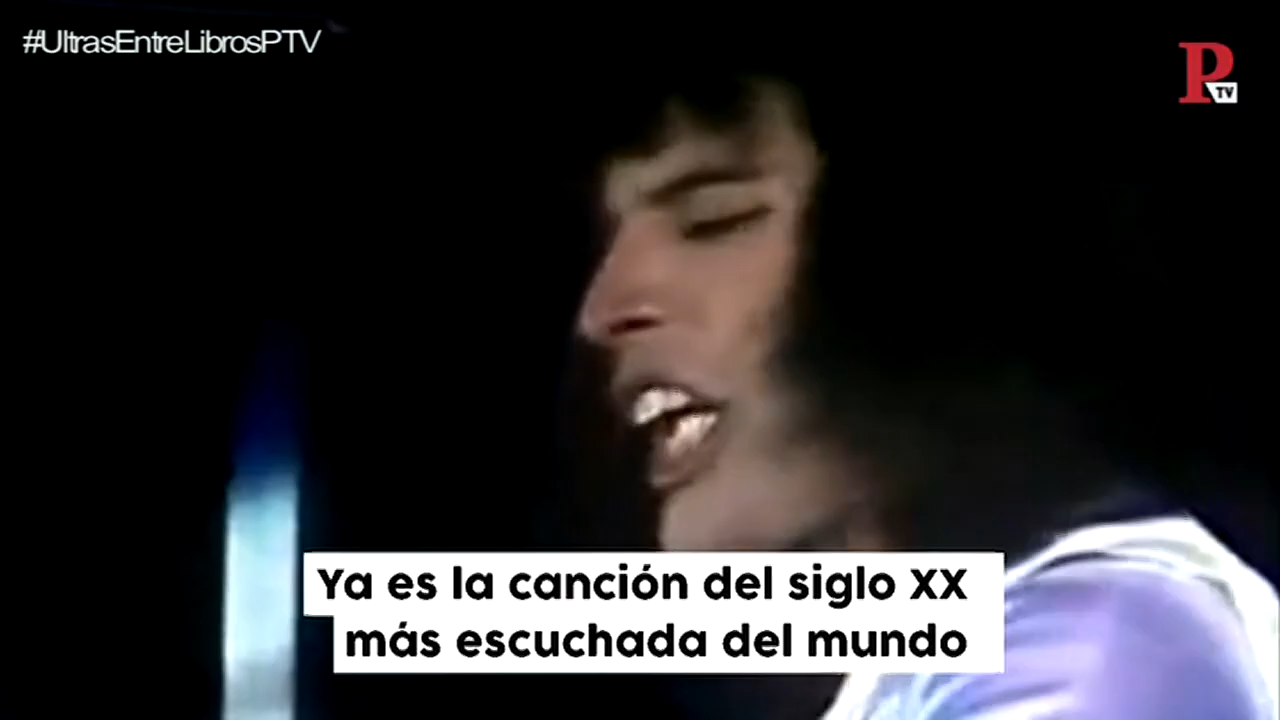 #UltrasEntreLibrosPTV
P
TV
Ya es la canción del siglo XX
más escuchada del mundo